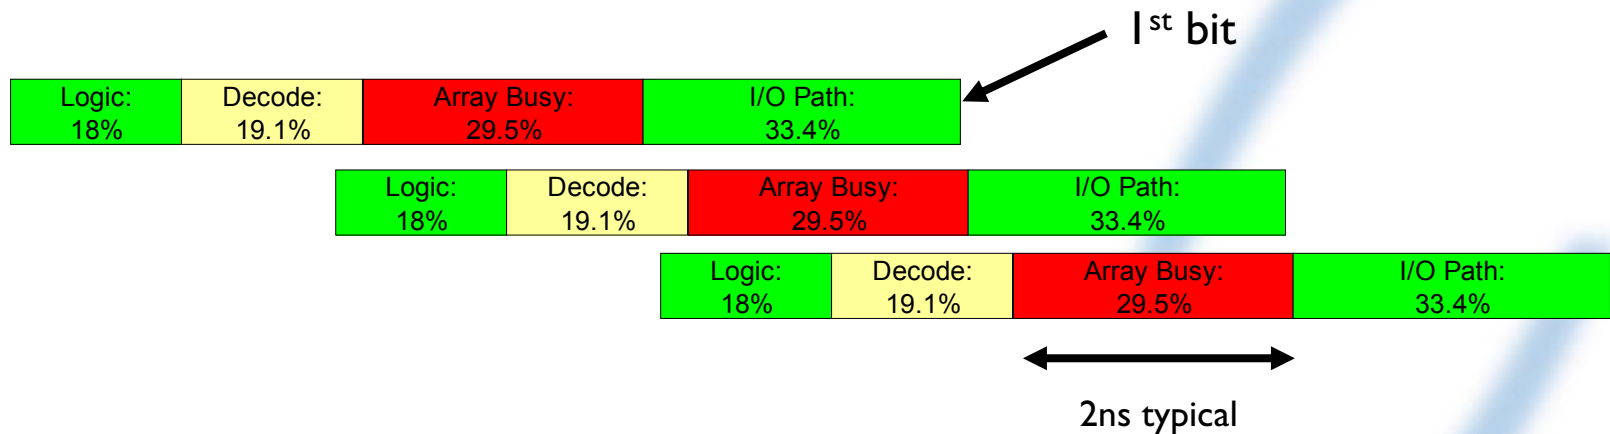 1st bit
Logic: Decode: Array Busy: I/O Path:
18% 19.1% 29.5% 33.4%
Logic: Decode: Array Busy: I/O Path:
18% 19.1% 29.5% 33.4%
Logic: Decode: Array Busy: I/O Path:
18% 19.1% 29.5% 33.4%
2ns typical